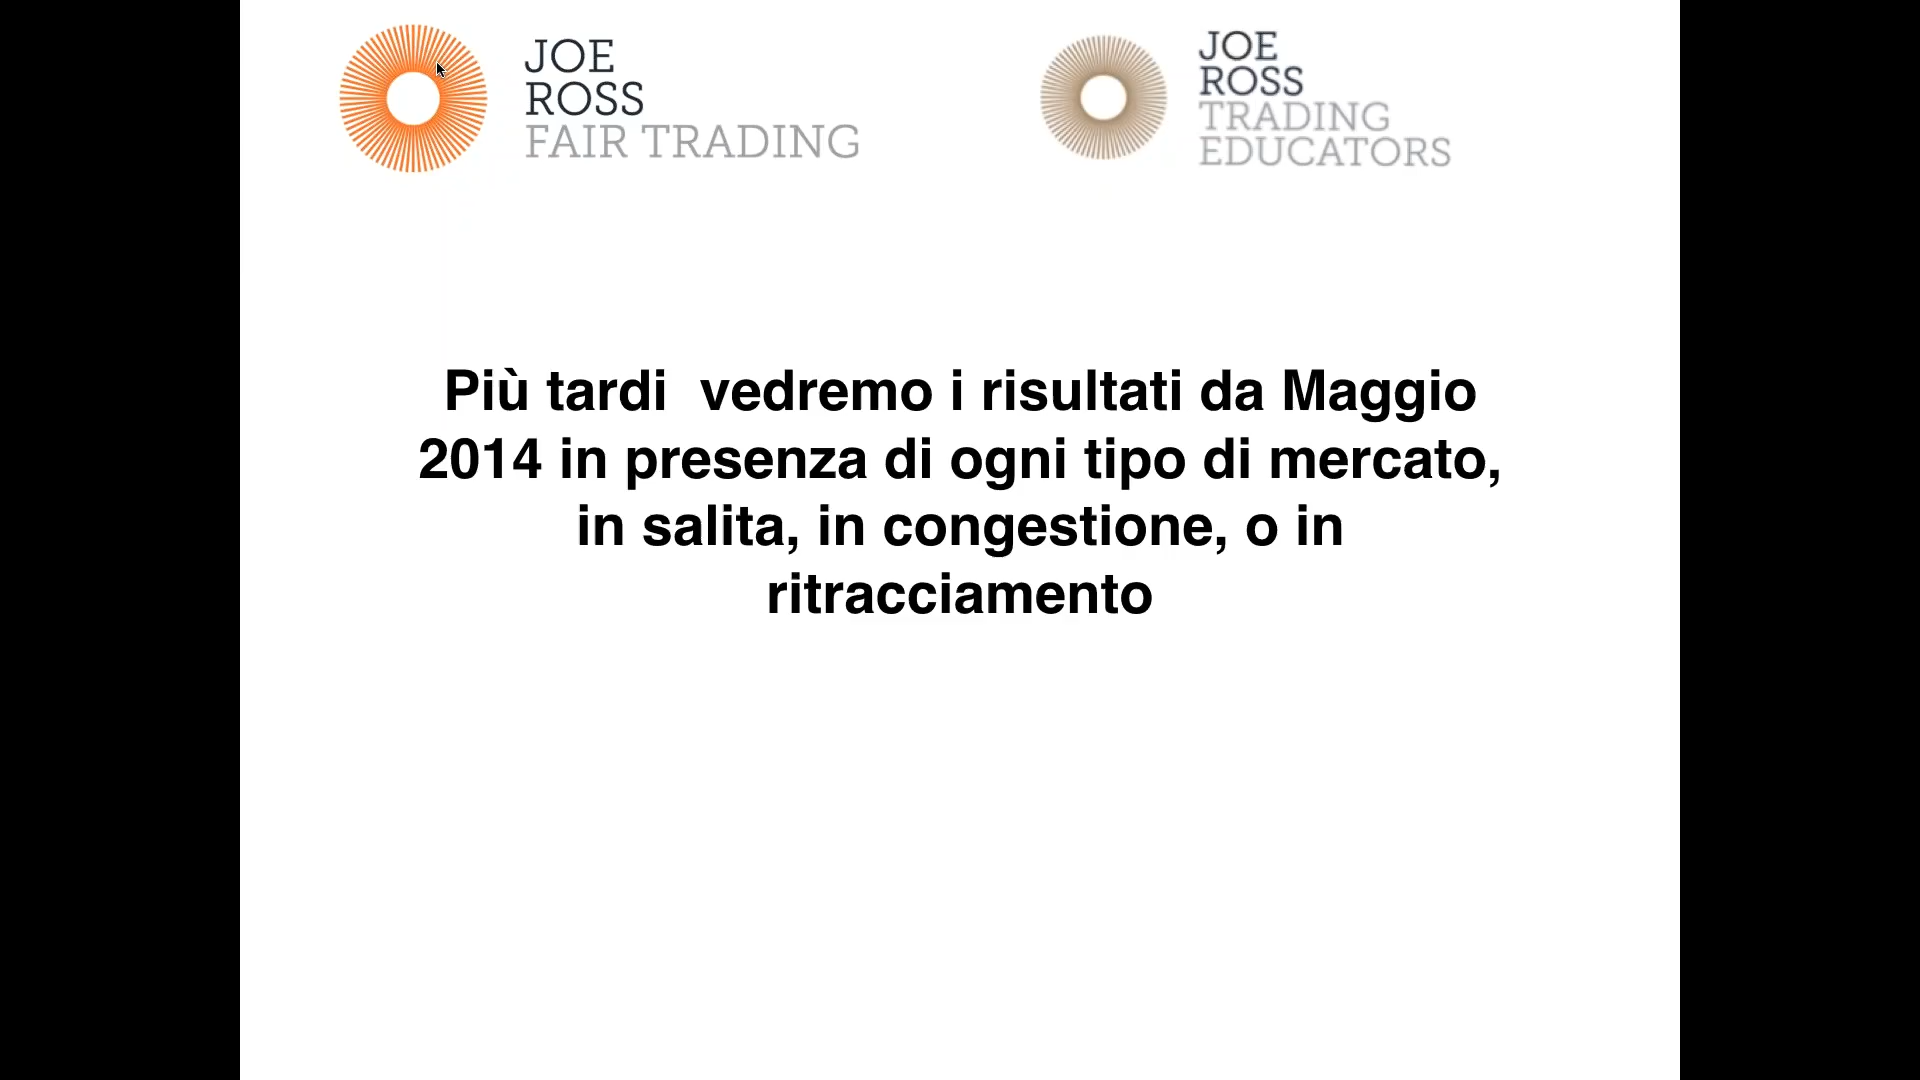 JOE
ROSS
FAIR TRADING
JOE
ROSS
TRADING
EDUCATORS
Più tardi  vedremo i risultati da Maggio
2014 in presenza di ogni tipo di mercato,
in salita, in congestione, o in
ritracciamento